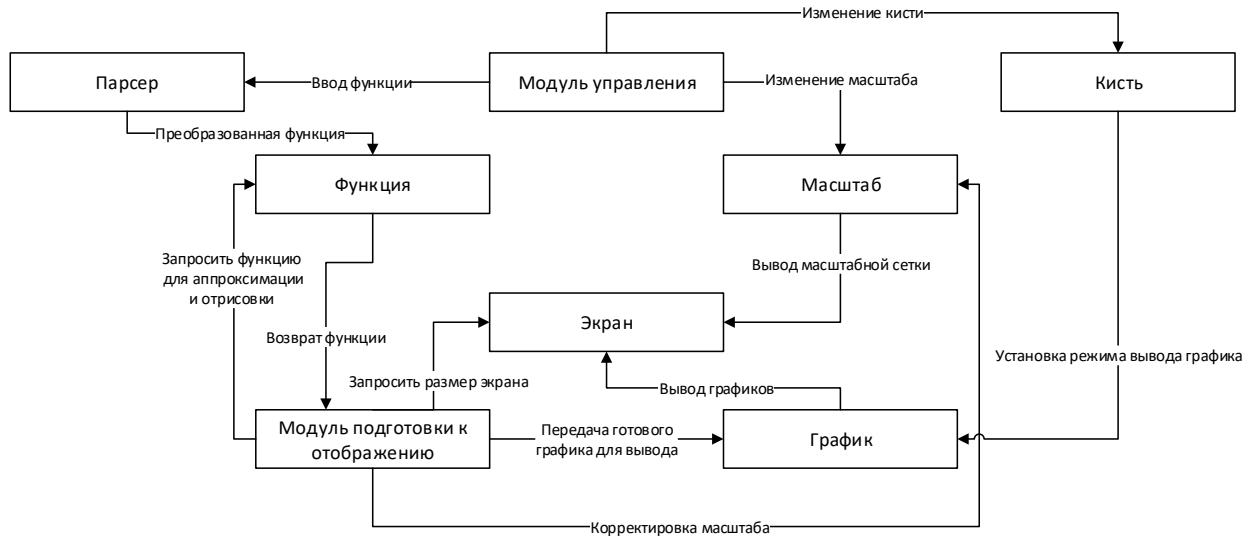 Изменение кисти
Парсер
Ввод функции
Модуль управления
Изменение масштаба
Кисть
Преобразованная функция
Функция
Масштаб
Запросить функцию
для аппроксимации
и отрисовки
Вывод масштабной сетки
Экран
Возврат функции
Установка режима вывода графика
Запросить размер экрана
Вывод графиков
Модуль подготовки к
отображению
Передача готового
графика для вывода
График
Корректировка масштаба